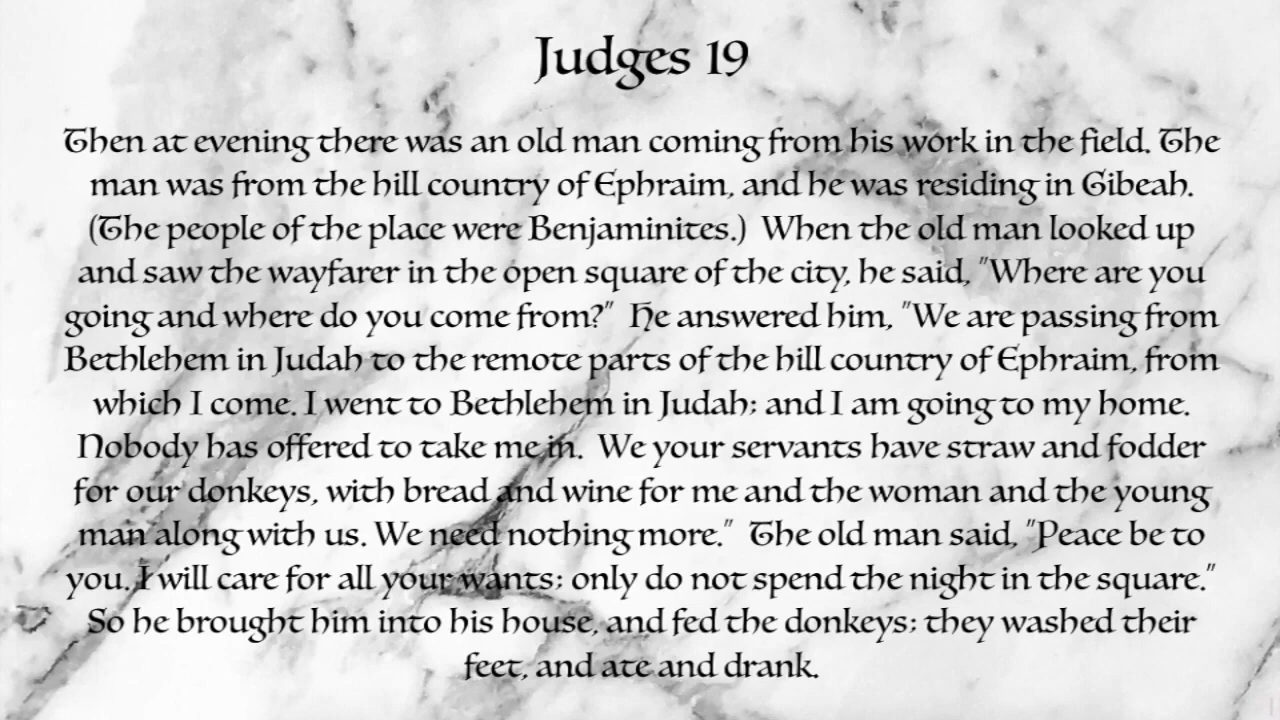 Judges 19
Then at evening there was an old man coming from his work in the field. The
man was from the hill country of Ephraim, and he was residing in Gibeah.
(The people of the place were Benjaminites.)  When the old man looked up
and saw the wayfarer in the open square of the city, he said, "Where are you
going and where do you come from?"  He answered him, "We are passing from
Bethlehem in Judah to the remote parts of the hill country of Ephraim, from
which I come. I went to Bethlehem in Judah; and I am going to my home.
Nobody has offered to take me in.  We your servants have straw and fodder
for our donkeys, with bread and wine for me and the woman and the young
man along with us. We need nothing more."  The old man said, "Peace be to
you. I will care for all your wants; only do not spend the night in the square."
So he brought him into his house, and fed the donkeys; they washed their
feet, and ate and drank.